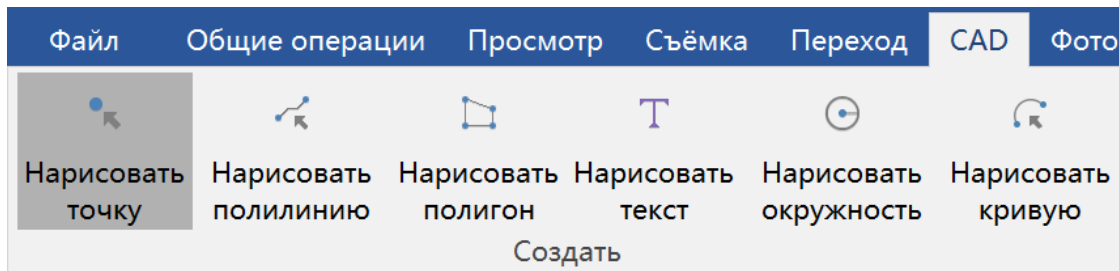 Файл Общие операции Просмотр Съёмка Переход CAD Фото
Нарисовать точку
Нарисовать полилинию
Нарисовать полигон
Нарисовать текст
Нарисовать окружность
Нарисовать кривую
Создать